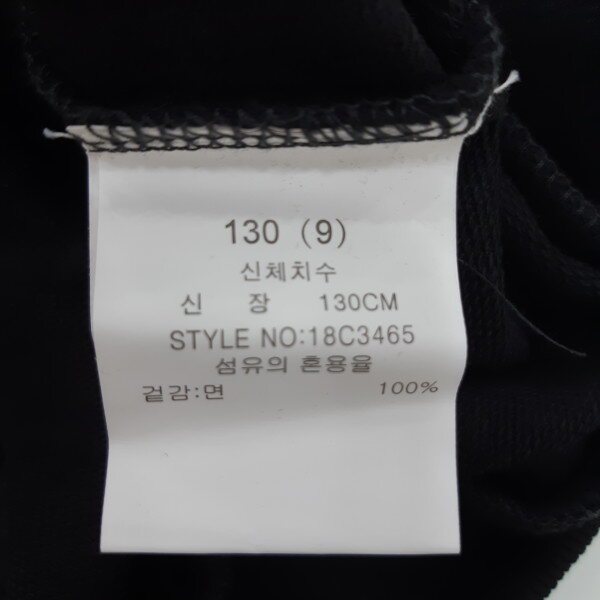 130 (9)
신체치수
신 장 130CM
STYLE NO:18C3465
섬유의 혼용율
겉감:면 100%